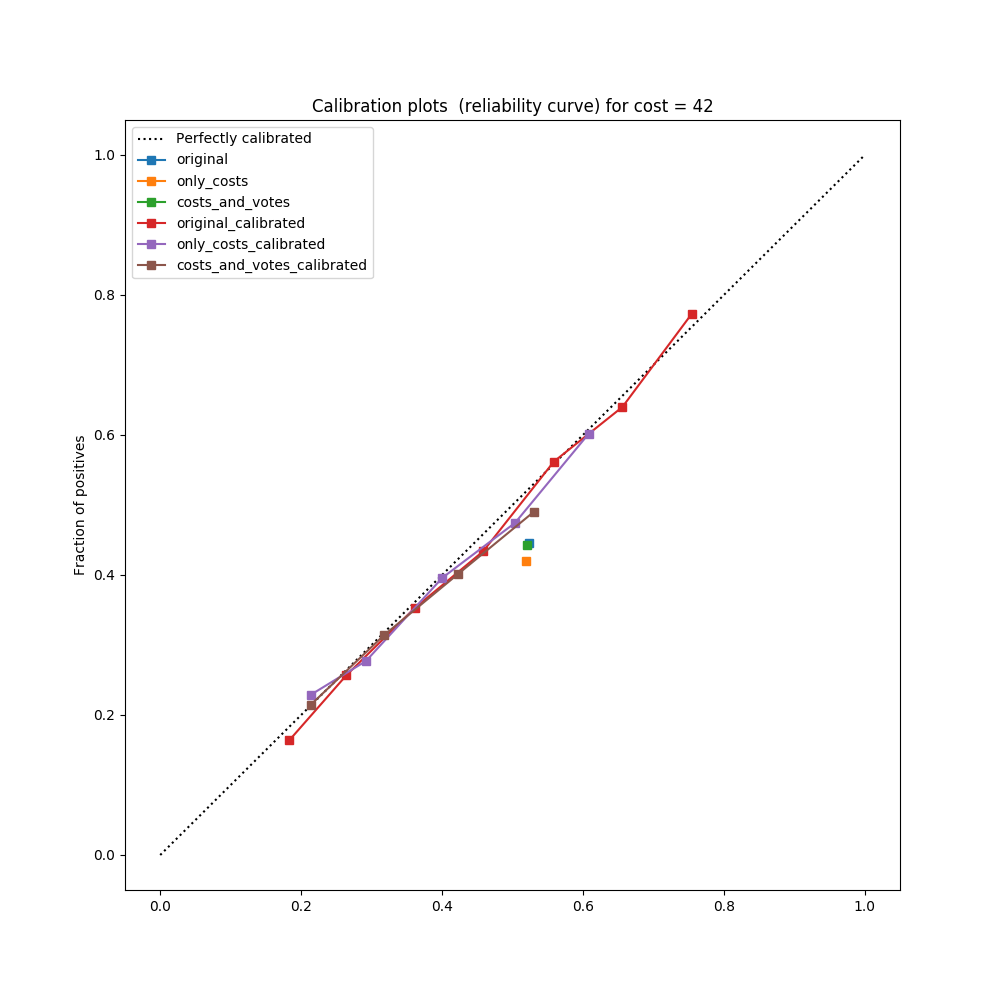 Calibration plots  (reliability curve) for cost = 42
Perfectly calibrated
original
only_costs
costs_and_votes
original_calibrated
only_costs_calibrated
costs_and_votes_calibrated
Fraction of positives
1.0
0.8
0.6
0.4
0.2
0.0
0.0 0.2 0.4 0.6 0.8 1.0